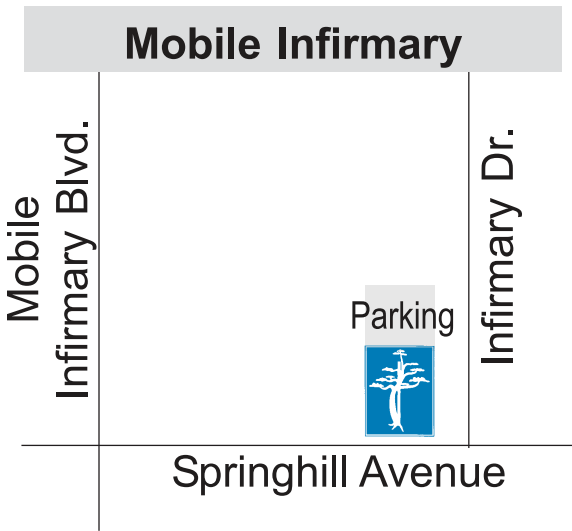 Mobile Infirmary
Mobile
Infirmary Blvd.
Infirmary Dr.
Parking
Springhill Avenue